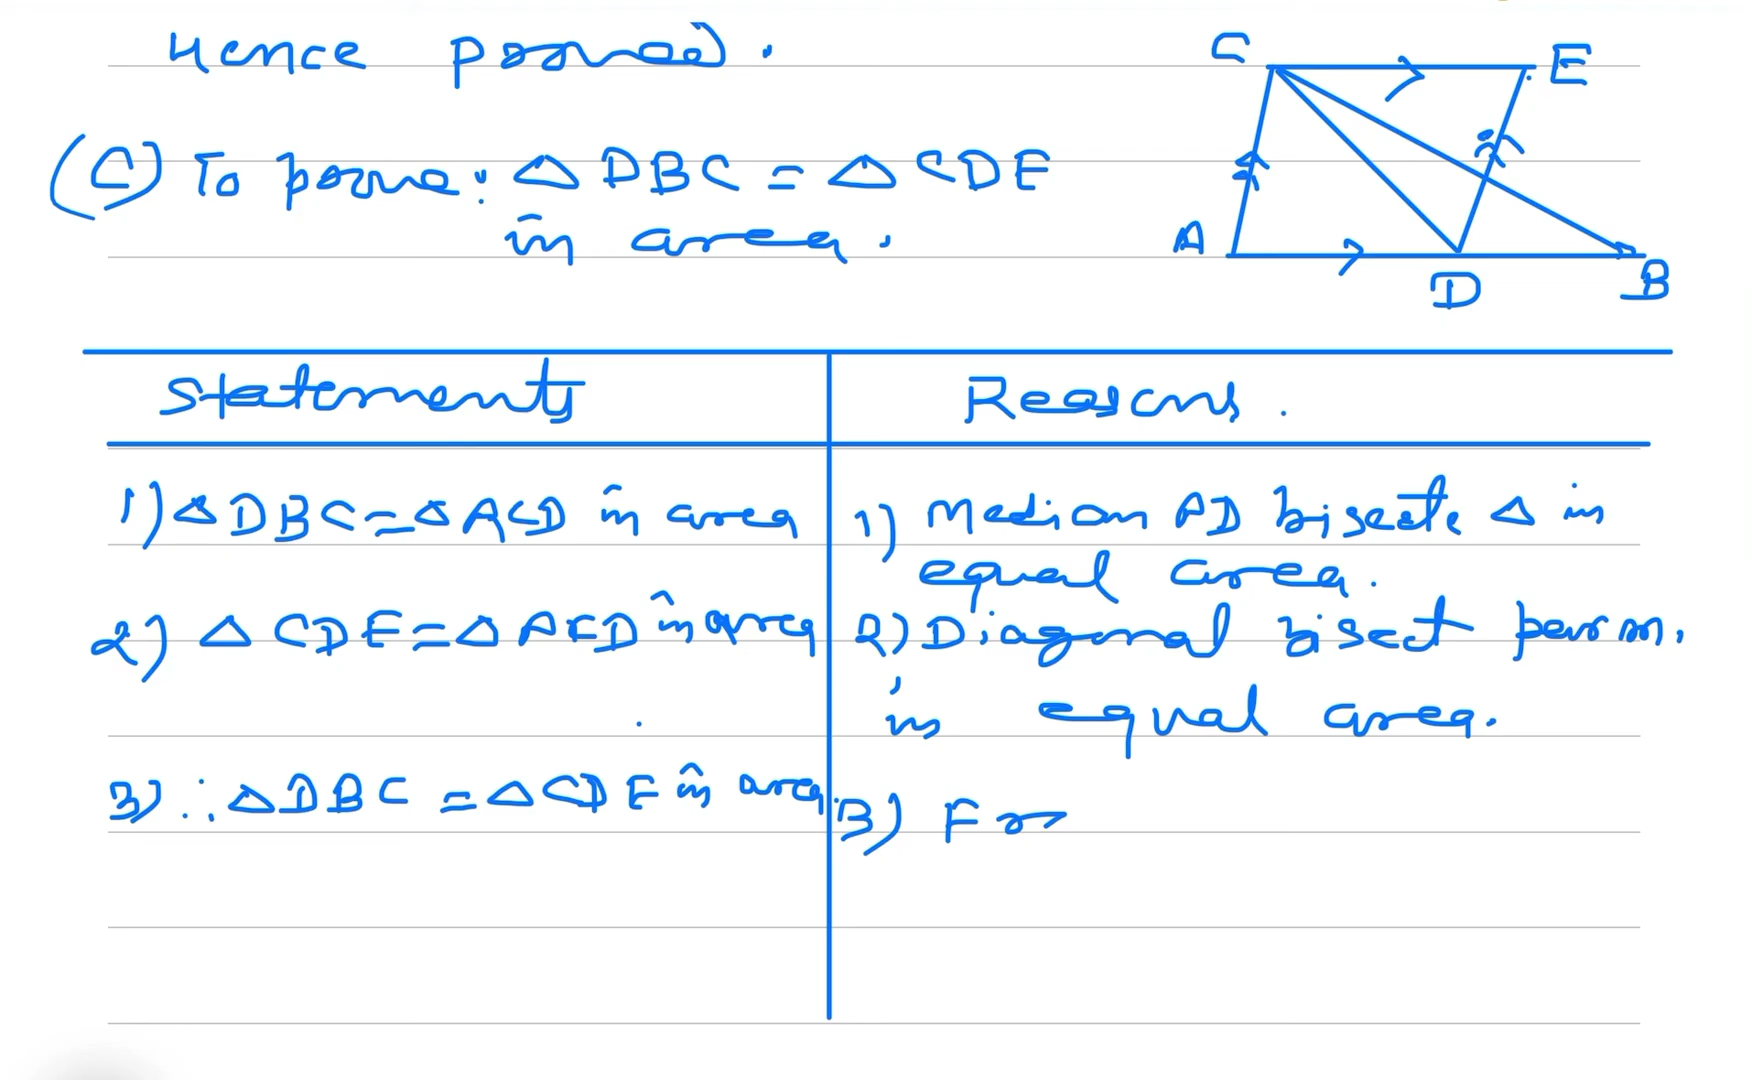 Hence proved.
C E
(C) To prove: △DBC = △CDE
in area.
A D B
Statements Reasons.
1) △DBC = △ACD in area 1) Median PD bisects △ in
equal area.
2) △CDE = △ACD in area 2) Diagonal bisect parm.
in equal area.
3) ∴ △DBC = △CDE in area. 3) Fr